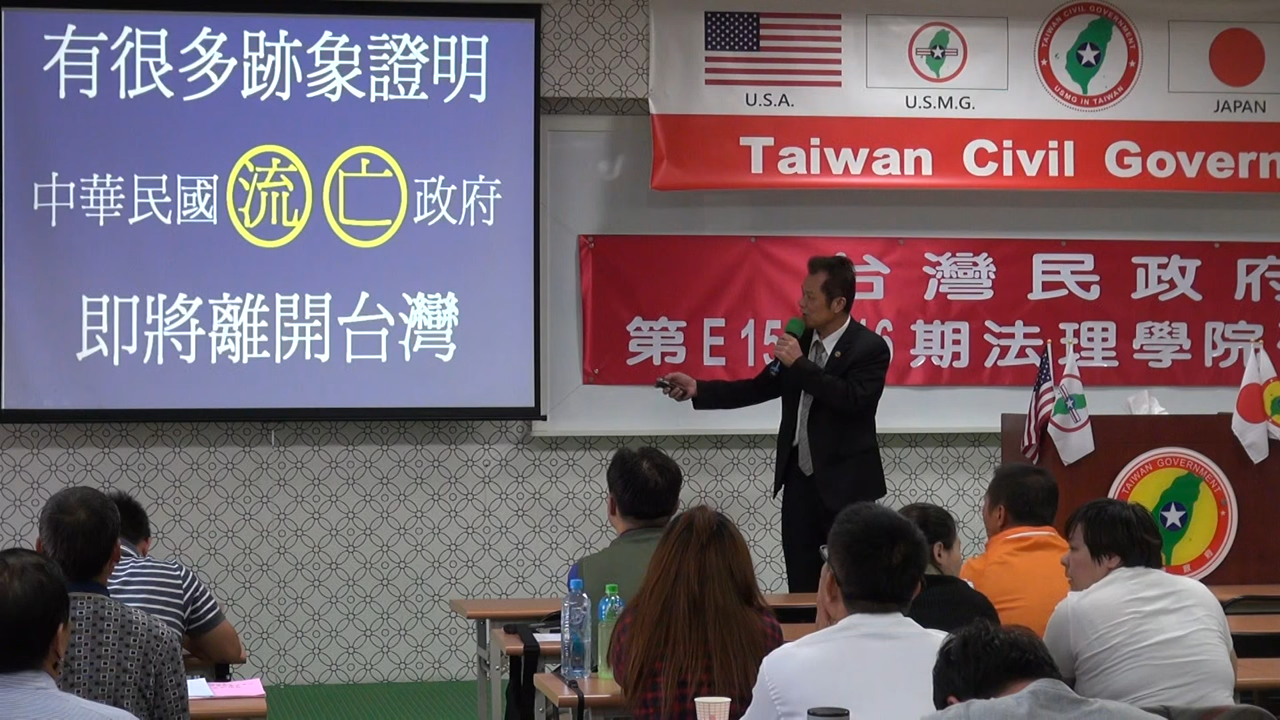 有很多跡象證明
中華民國流亡政府
即將離開台灣
U.S.A.
U.S.M.G.
TAIWAN CIVIL GOVERNMENT
USMG IN TAIWAN
JAPAN
Taiwan Civil Govern
台灣民政府
第E15 6期法理學院
TAIWAN GOVERNMENT